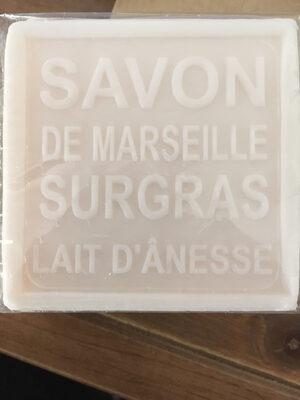 SAVON
DE MARSEILLE
SURGRAS
LAIT D'ÂNESSE